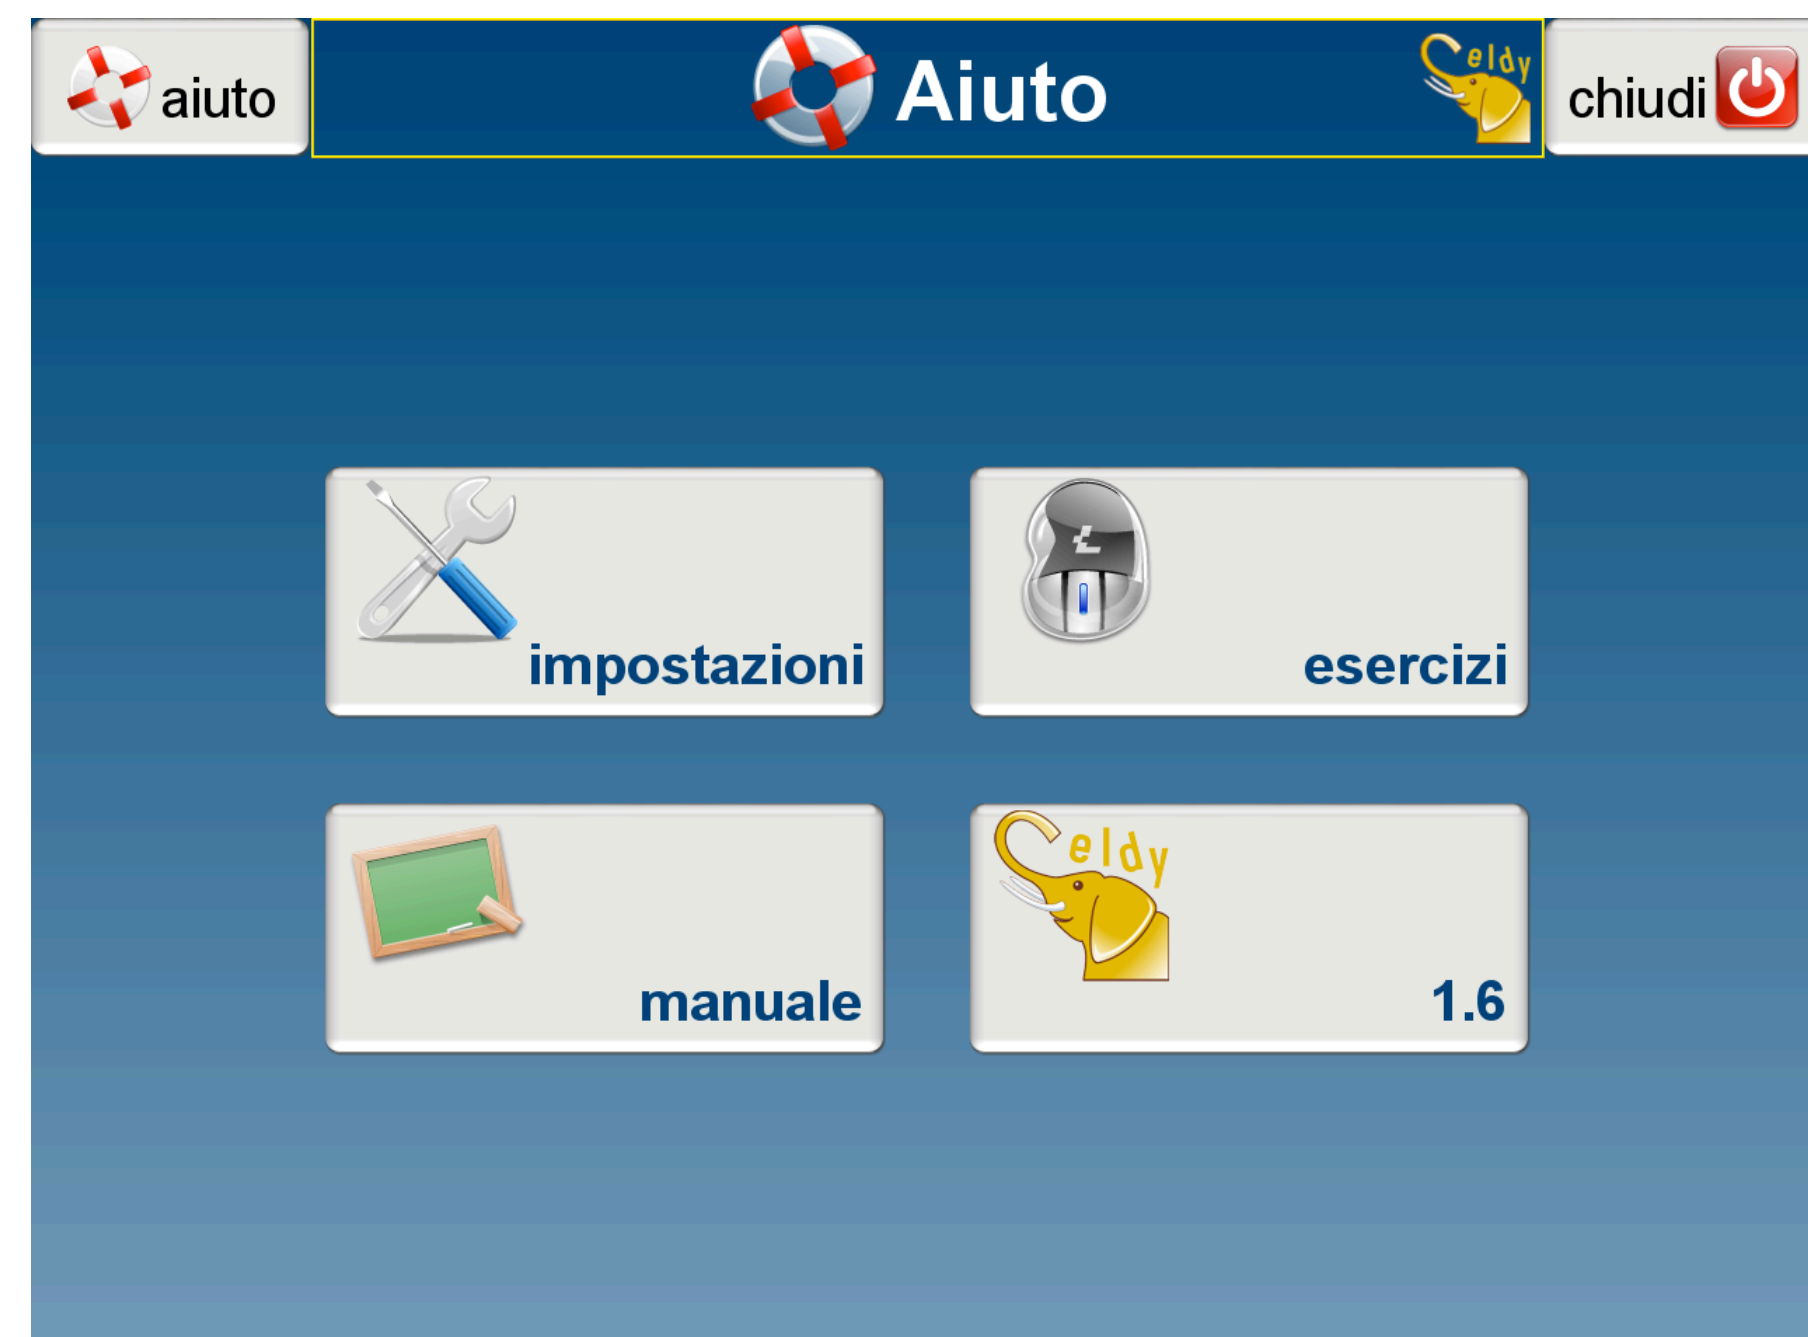 aiuto
Aiuto
eldy
chiudi
impostazioni
esercizi
manuale
eldy
1.6